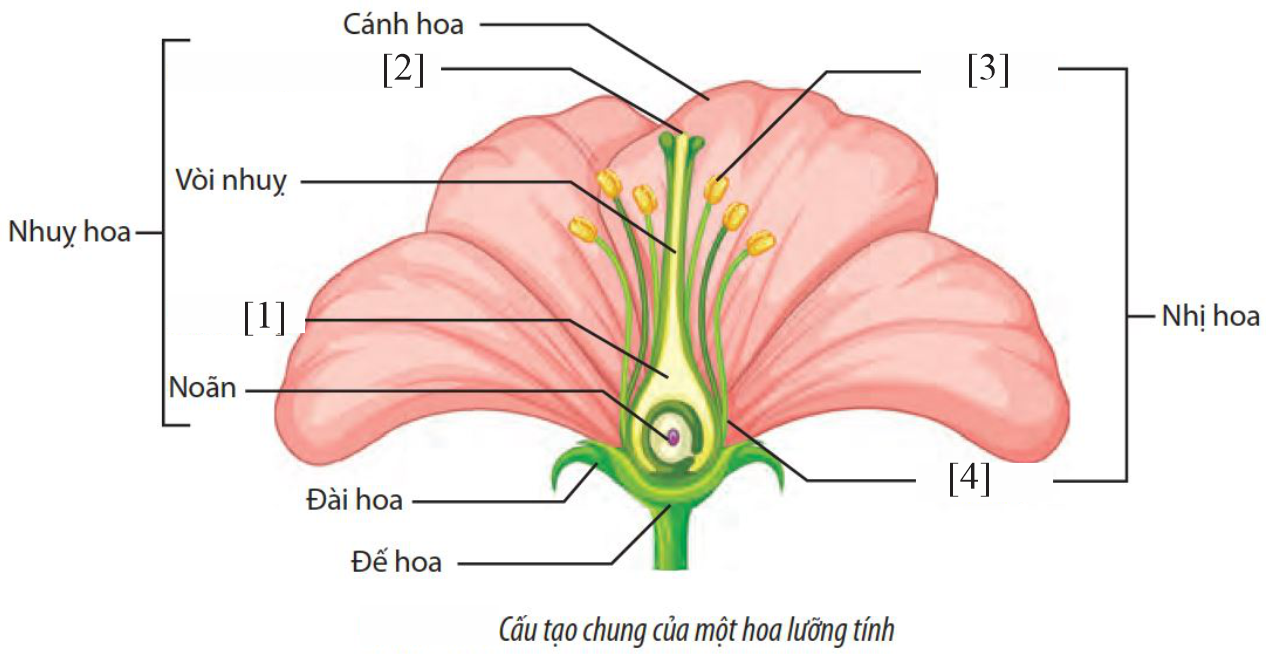 Cánh hoa
[2]
[3]
Vòi nhuỵ
Nhuỵ hoa
[1]
Nhị hoa
Noãn
[4]
Đài hoa
Đế hoa
Cấu tạo chung của một hoa lưỡng tính